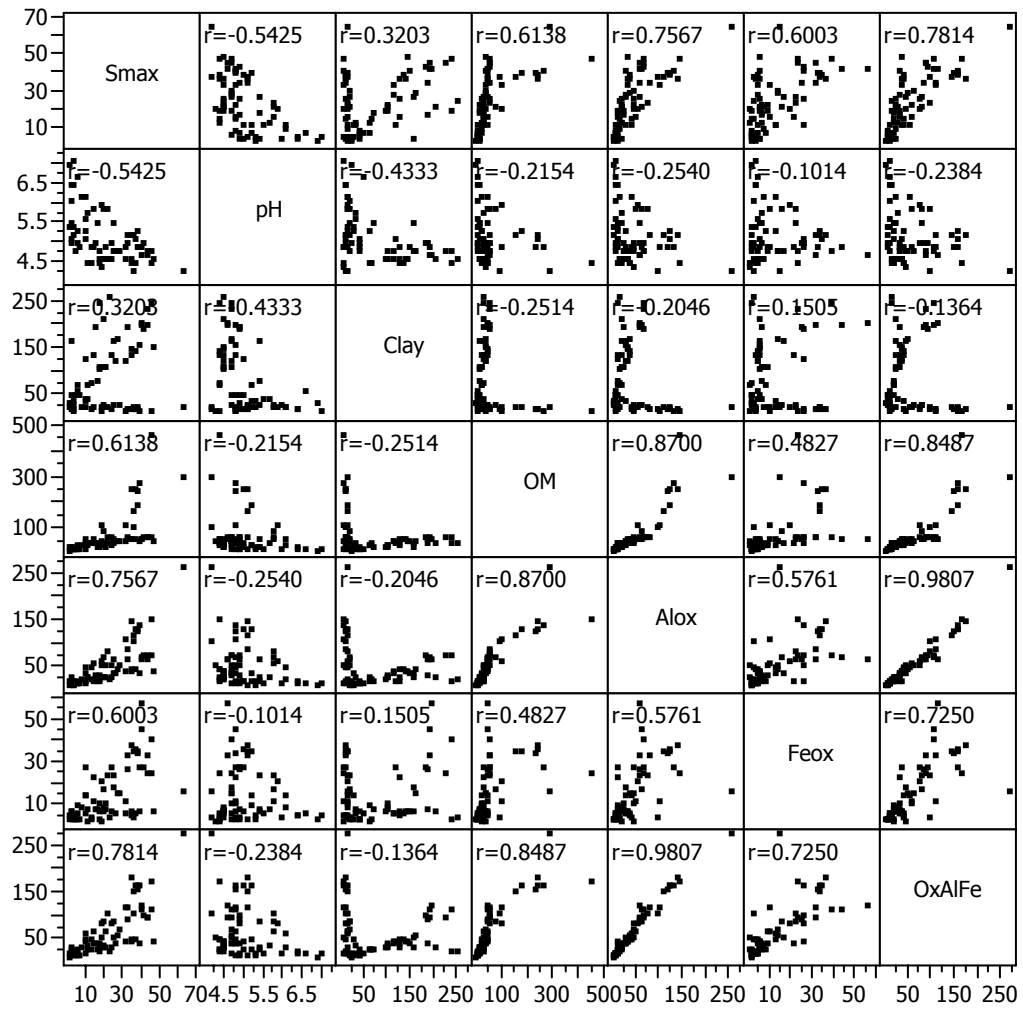 70
50
30
10
Smax
r=-0.5425
r=0.3203
r=0.6138
r=0.7567
r=0.6003
r=0.7814
6.5
5.5
4.5
r=-0.5425
pH
r=-0.4333
r=-0.2154
r=-0.2540
r=-0.1014
r=-0.2384
250
150
50
r=0.3203
r=-0.4333
Clay
r=-0.2514
r=-0.2046
r=0.1505
r=-0.1364
500
300
100
r=0.6138
r=-0.2154
r=-0.2514
OM
r=0.8700
r=0.4827
r=0.8487
250
150
50
r=0.7567
r=-0.2540
r=-0.2046
r=0.8700
Alox
r=0.5761
r=0.9807
50
30
10
r=0.6003
r=-0.1014
r=0.1505
r=0.4827
r=0.5761
Feox
r=0.7250
250
150
50
r=0.7814
r=-0.2384
r=-0.1364
r=0.8487
r=0.9807
r=0.7250
OxAlFe
10 30 50 70 4.5 5.5 6.5 50 150 250 100 300 500 50 150 250 10 30 50 50 150 250